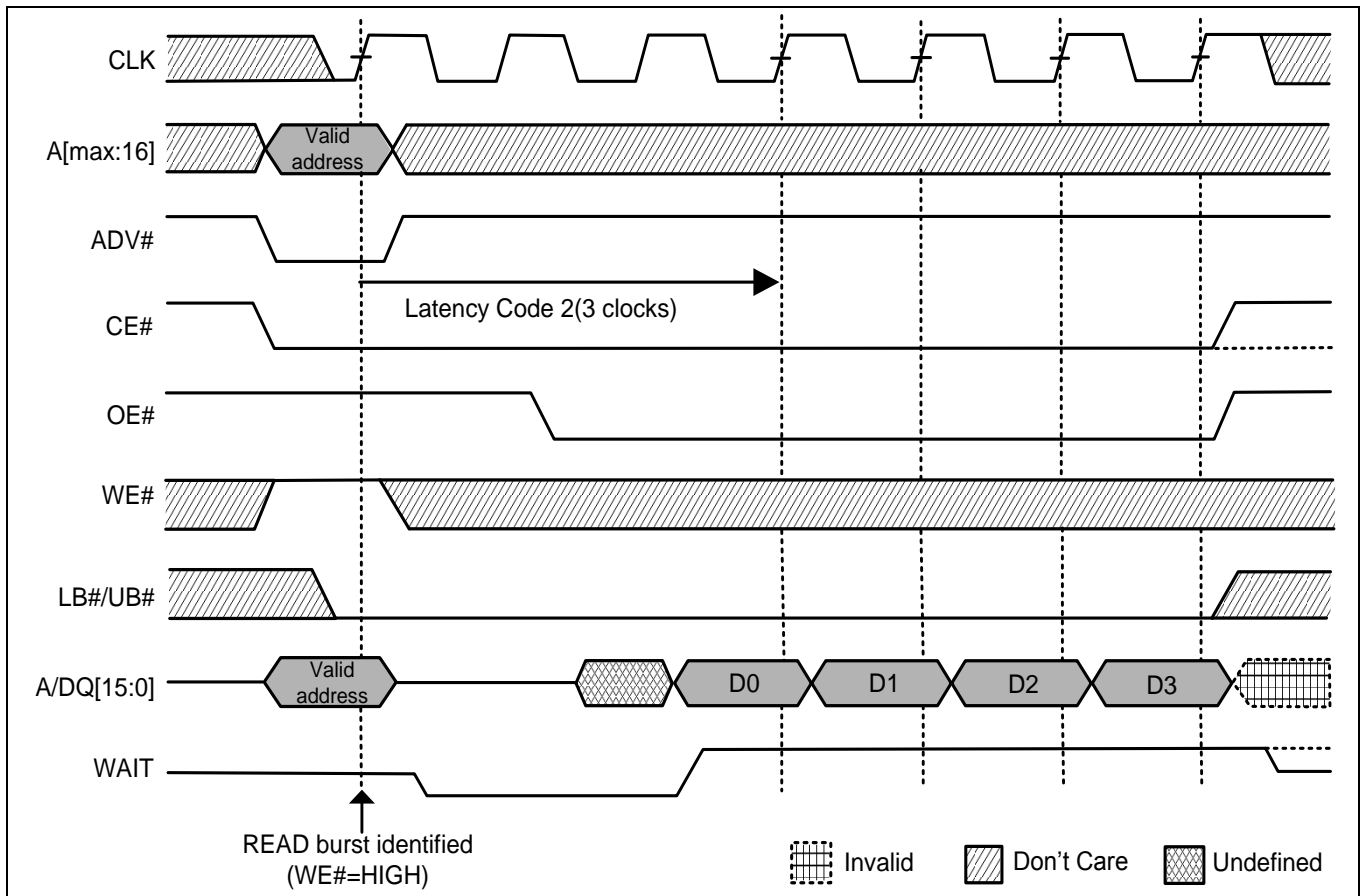 CLK
A[max:16]
Valid
address
ADV#
Latency Code 2(3 clocks)
CE#
OE#
WE#
LB#/UB#
A/DQ[15:0]
Valid
address
D0
D1
D2
D3
WAIT
READ burst identified
(WE#=HIGH)
Invalid
Don't Care
Undefined